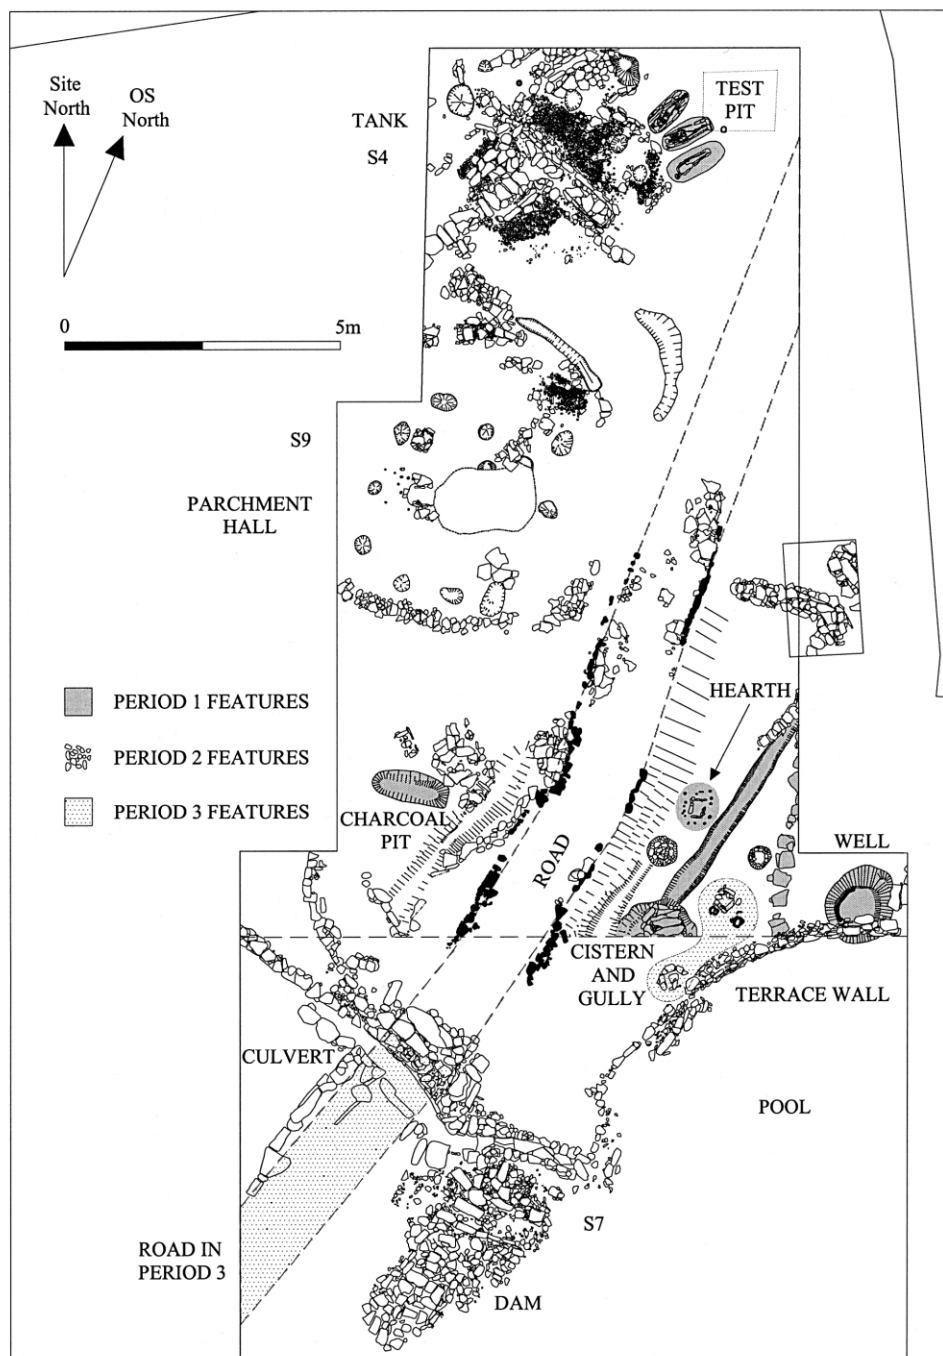 Site
North
OS
North
TANK
S4
TEST
PIT
0
5m
S9
PARCHMENT
HALL
PERIOD 1 FEATURES
PERIOD 2 FEATURES
PERIOD 3 FEATURES
HEARTH
CHARCOAL
PIT
ROAD
WELL
CISTERN
AND
GULLY
TERRACE WALL
CULVERT
POOL
S7
ROAD IN
PERIOD 3
DAM